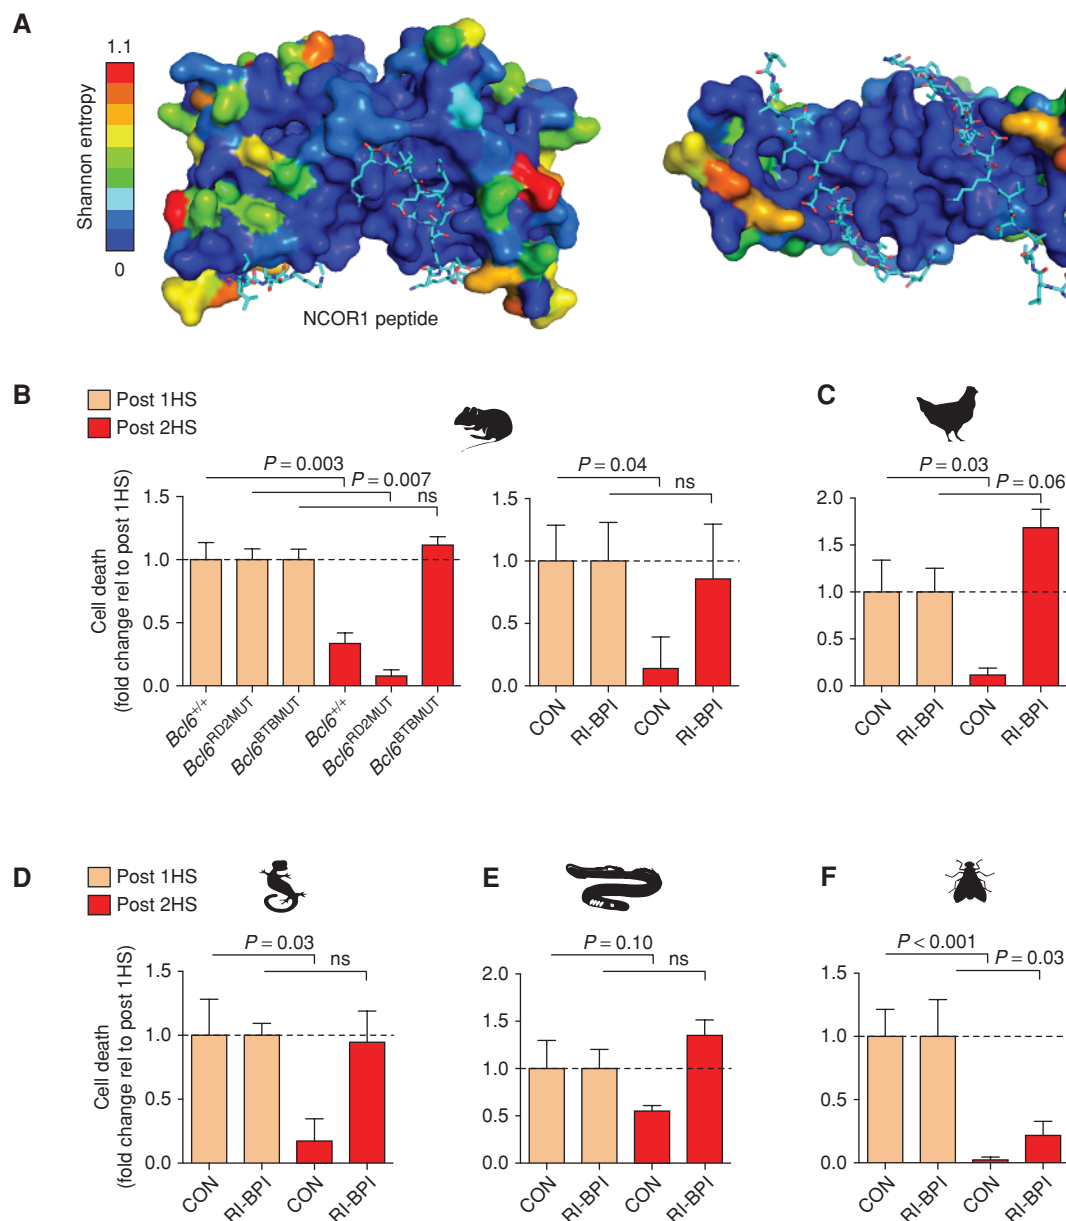 A
1.1
Shannon entropy
0
NCOR1 peptide
B
Post 1HS
Post 2HS
P = 0.003
P = 0.007
ns
Cell death
(fold change rel to post 1HS)
1.5
1.0
0.5
0.0
Bcl6+/+
Bcl6RD2MUT
Bcl6BTBMUT
Bcl6+/+
Bcl6RD2MUT
Bcl6BTBMUT
P = 0.04
ns
1.5
1.0
0.5
0.0
CON
RI-BPI
CON
RI-BPI
C
P = 0.03
P = 0.06
2.0
1.5
1.0
0.5
0.0
CON
RI-BPI
CON
RI-BPI
D
Post 1HS
Post 2HS
P = 0.03
ns
Cell death
(fold change rel to post 1HS)
1.5
1.0
0.5
0.0
CON
RI-BPI
CON
RI-BPI
E
P = 0.10
ns
2.0
1.5
1.0
0.5
0.0
CON
RI-BPI
CON
RI-BPI
F
P < 0.001
P = 0.03
1.5
1.0
0.5
0.0
CON
RI-BPI
CON
RI-BPI